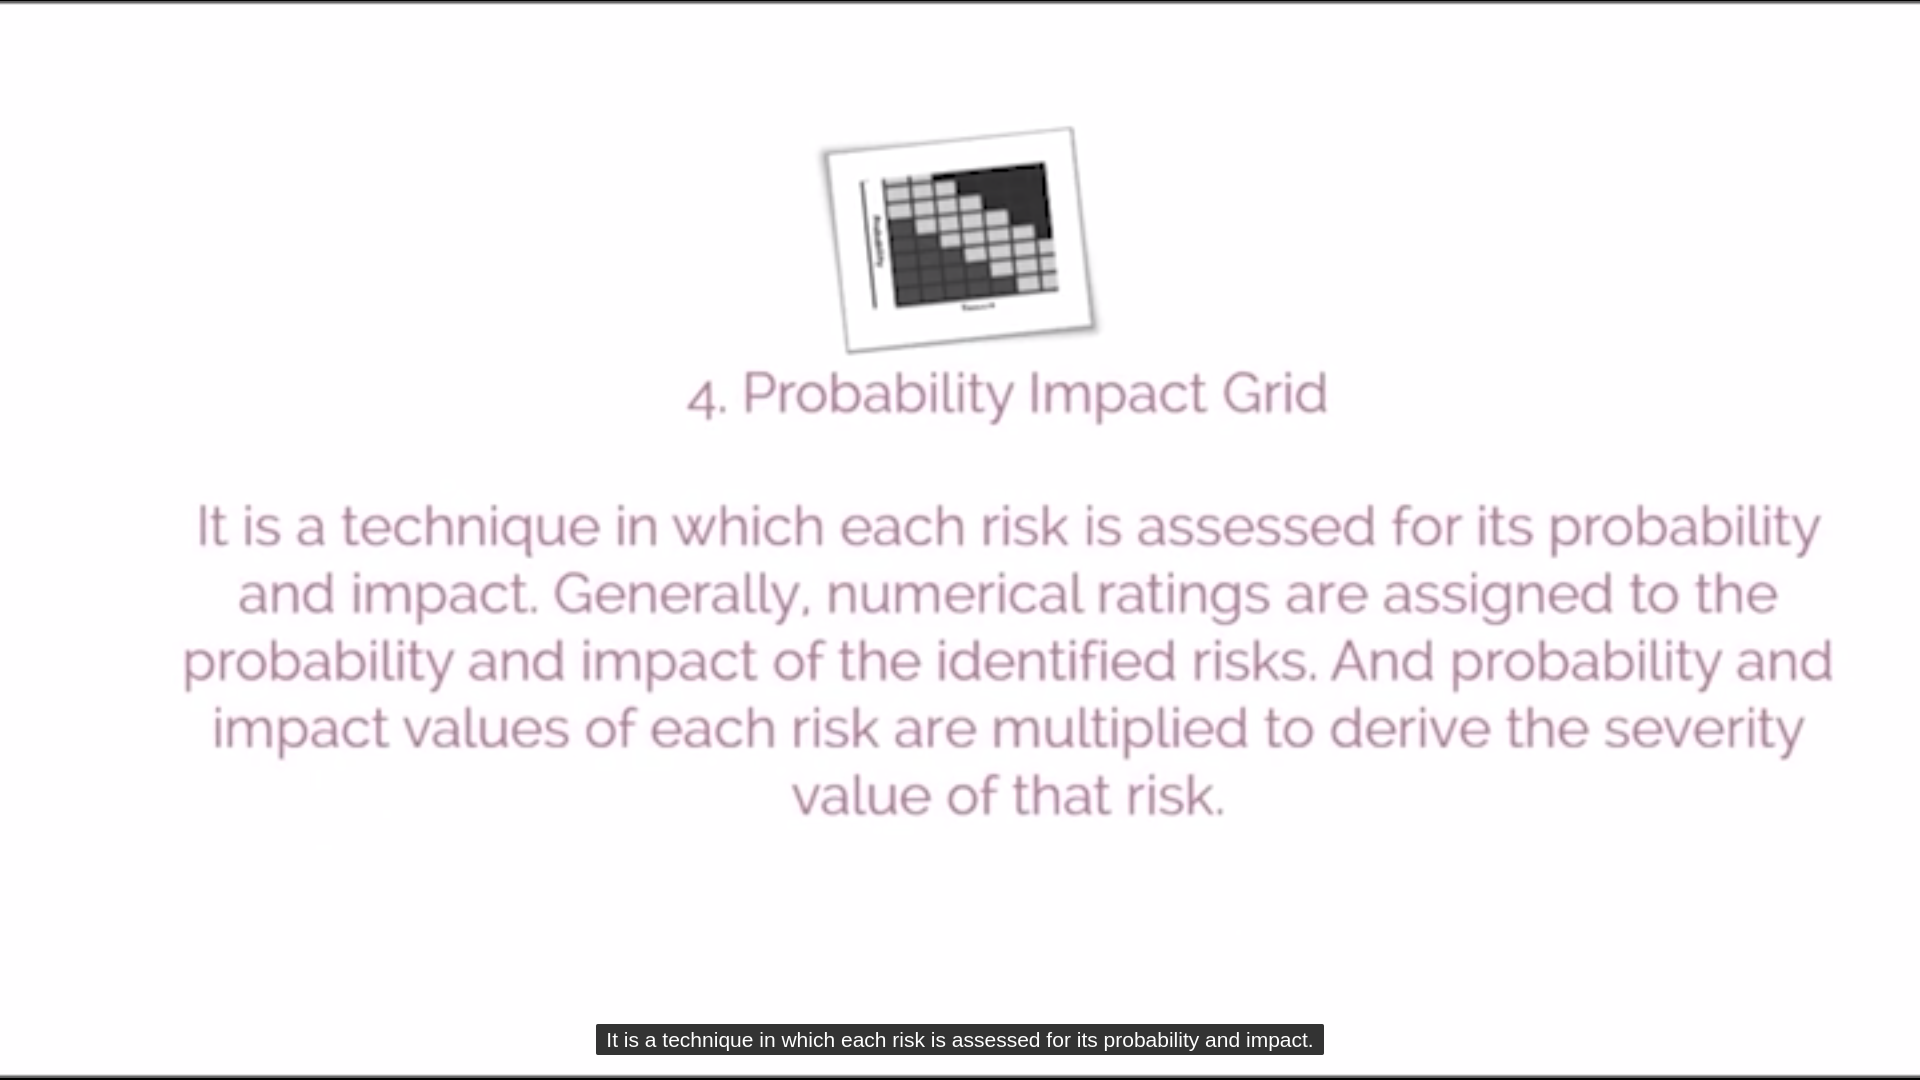 Probability
4. Probability Impact Grid
It is a technique in which each risk is assessed for its probability
and impact. Generally, numerical ratings are assigned to the
probability and impact of the identified risks. And probability and
impact values of each risk are multiplied to derive the severity
value of that risk.
It is a technique in which each risk is assessed for its probability and impact.